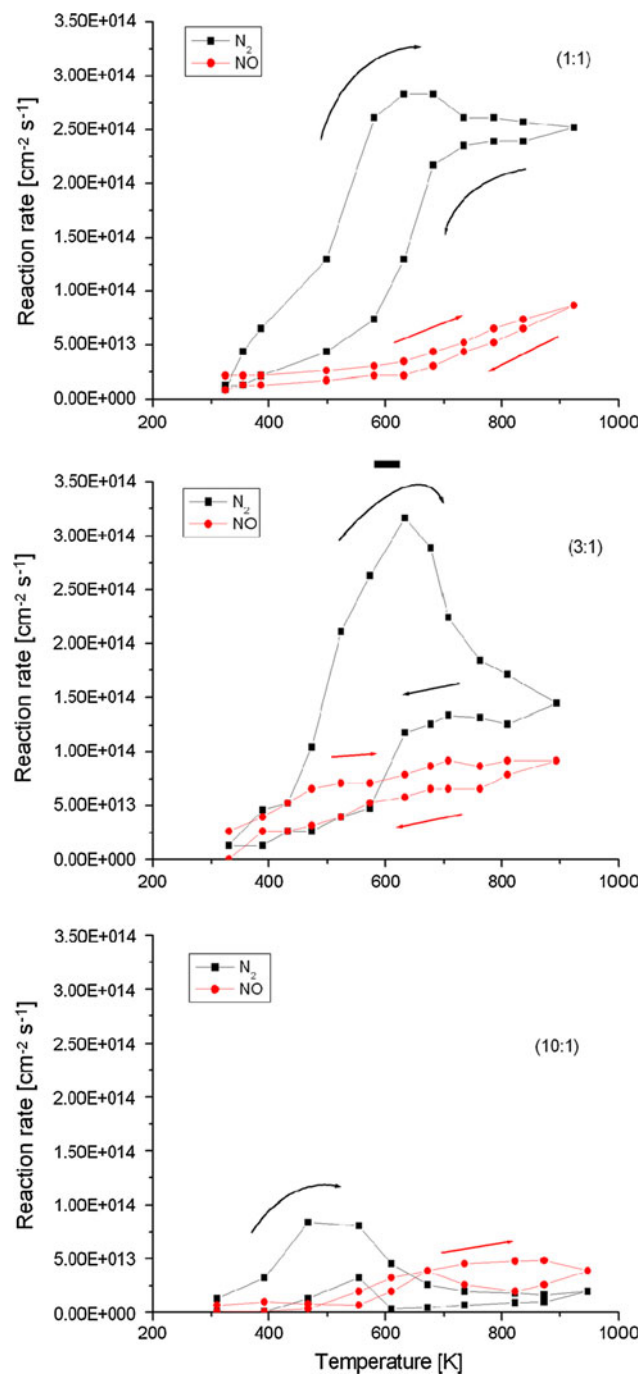 3.50E+014
3.00E+014
2.50E+014
2.00E+014
1.50E+014
1.00E+014
5.00E+013
0.00E+000
Reaction rate [cm⁻² s⁻¹]
N₂
NO
(1:1)
200 400 600 800 1000
3.50E+014
3.00E+014
2.50E+014
2.00E+014
1.50E+014
1.00E+014
5.00E+013
0.00E+000
Reaction rate [cm⁻² s⁻¹]
N₂
NO
(3:1)
200 400 600 800 1000
3.50E+014
3.00E+014
2.50E+014
2.00E+014
1.50E+014
1.00E+014
5.00E+013
0.00E+000
Reaction rate [cm⁻² s⁻¹]
N₂
NO
(10:1)
200 400 600 800 1000
Temperature [K]